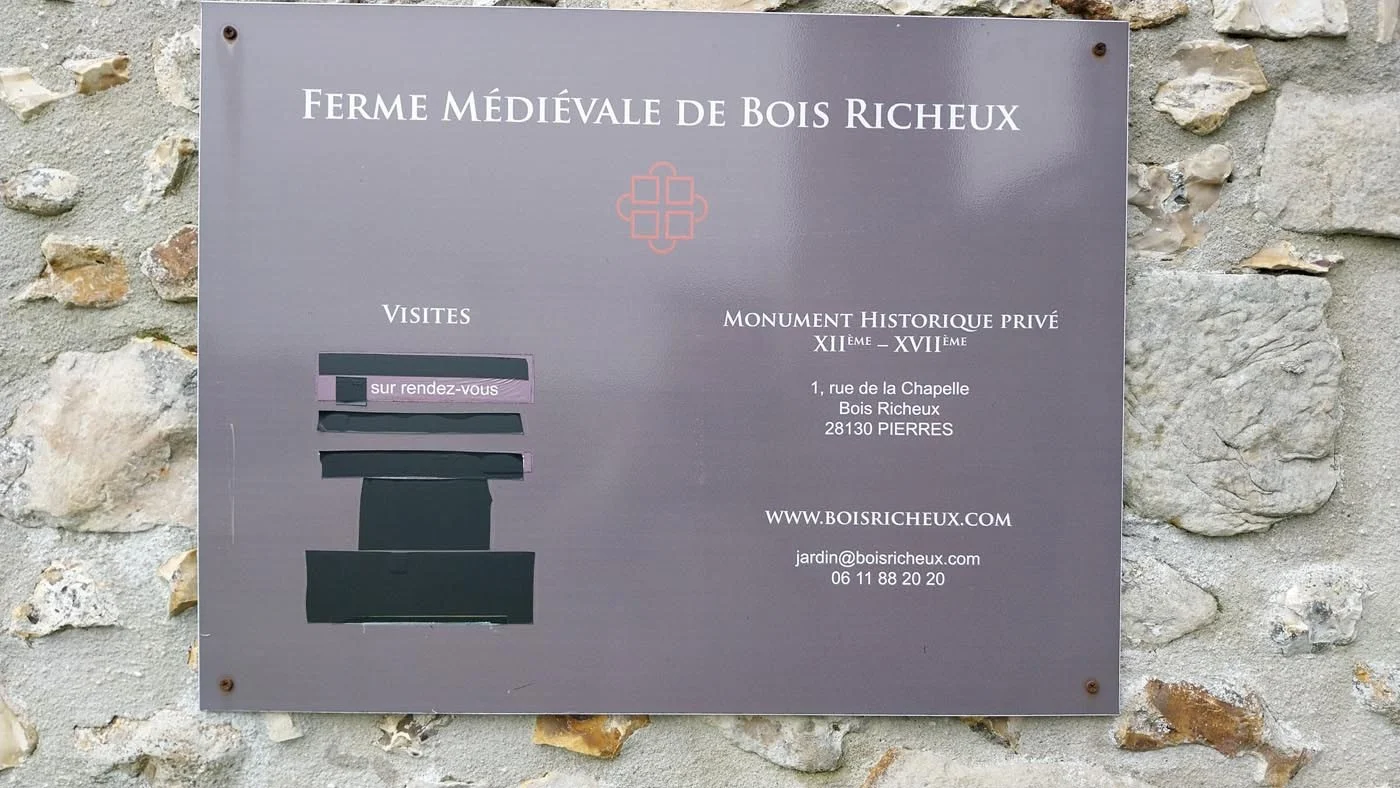 FERME MÉDIÉVALE DE BOIS RICHEUX
VISITES
sur rendez-vous
MONUMENT HISTORIQUE PRIVÉ
XIIÈME – XVIIÈME
1, rue de la Chapelle
Bois Richeux
28130 PIERRES
WWW.BOISRICHEUX.COM
jardin@boisricheux.com
06 11 88 20 20